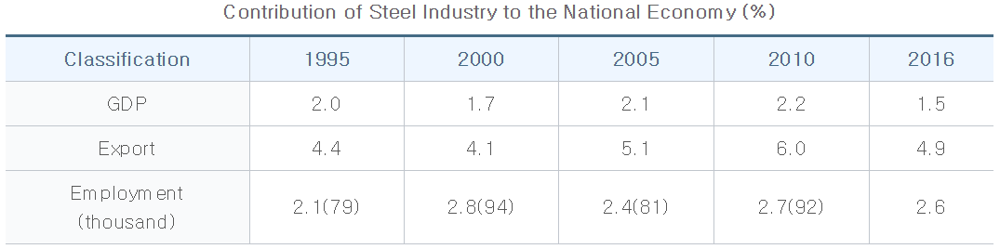 Contribution of Steel Industry to the National Economy (%)
Classification 1995 2000 2005 2010 2016
GDP 2.0 1.7 2.1 2.2 1.5
Export 4.4 4.1 5.1 6.0 4.9
Employment
(thousand) 2.1(79) 2.8(94) 2.4(81) 2.7(92) 2.6